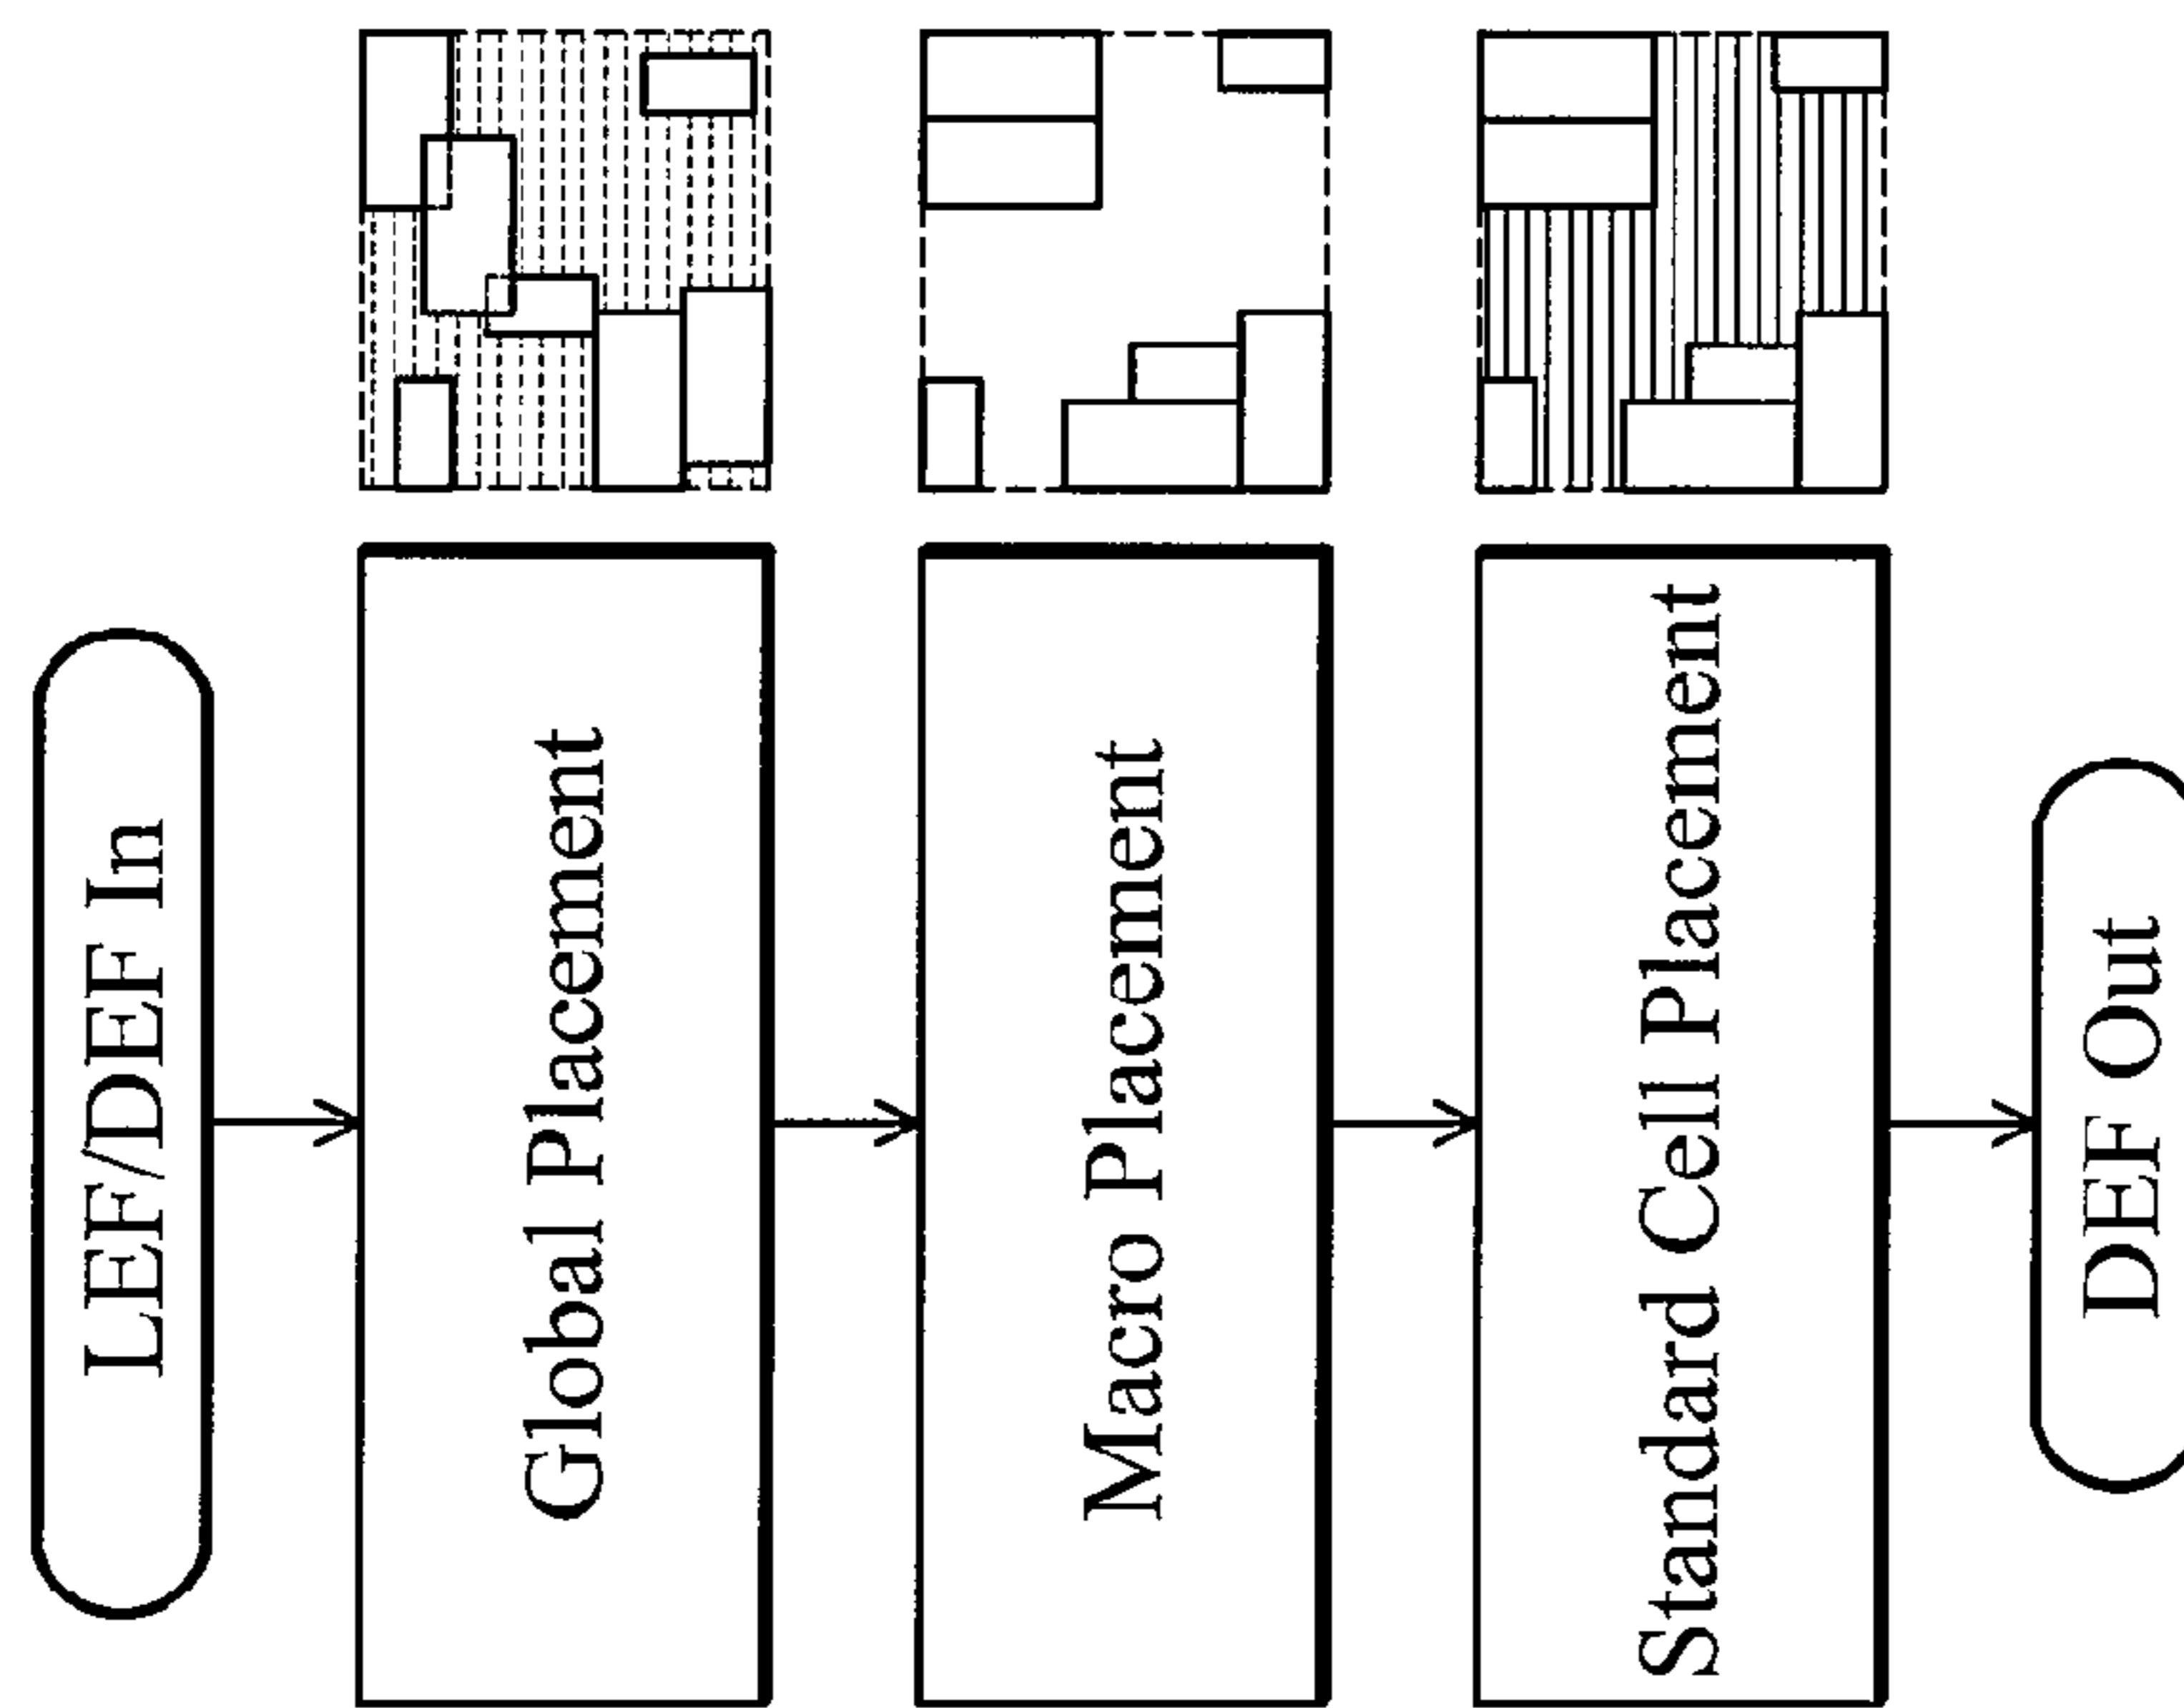 LEF/DEF In
Global Placement
Macro Placement
Standard Cell Placement
DEF Out